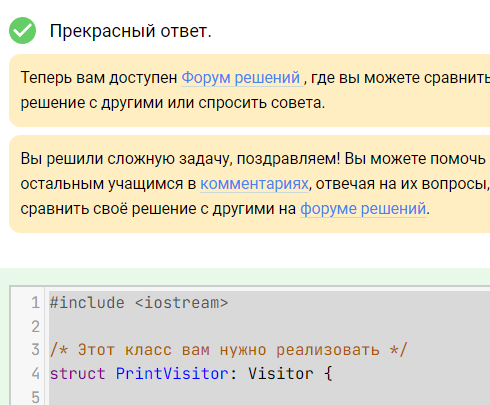 Прекрасный ответ.
Теперь вам доступен Форум решений , где вы можете сравнить
решение с другими или спросить совета.
Вы решили сложную задачу, поздравляем! Вы можете помочь
остальным учащимся в комментариях, отвечая на их вопросы,
сравнить своё решение с другими на форуме решений.
1 #include <iostream>
2
3 /* Этот класс вам нужно реализовать */
4 struct PrintVisitor: Visitor {
5